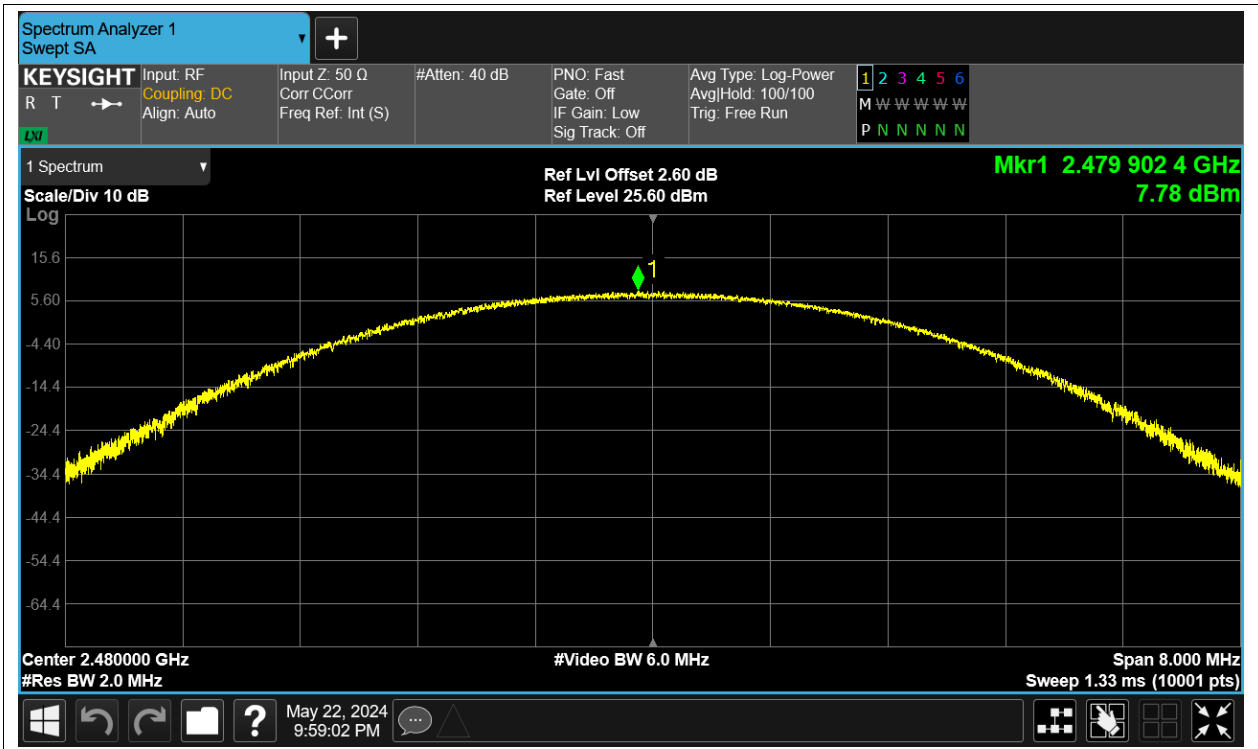 Spectrum Analyzer 1
Swept SA
KEYSIGHT
R T
LXI
Input: RF
Coupling: DC
Align: Auto
Input Z: 50 Ω
Corr CCorr
Freq Ref: Int (S)
#Atten: 40 dB
PNO: Fast
Gate: Off
IF Gain: Low
Sig Track: Off
Avg Type: Log-Power
Avg|Hold: 100/100
Trig: Free Run
1 2 3 4 5 6
M W W W W W
P N N N N N
1 Spectrum
Scale/Div 10 dB
Log
Ref Lvl Offset 2.60 dB
Ref Level 25.60 dBm
Mkr1 2.479 902 4 GHz
7.78 dBm
1
15.6
5.60
-4.40
-14.4
-24.4
-34.4
-44.4
-54.4
-64.4
Center 2.480000 GHz
#Res BW 2.0 MHz
#Video BW 6.0 MHz
Span 8.000 MHz
Sweep 1.33 ms (10001 pts)
?
May 22, 2024
9:59:02 PM